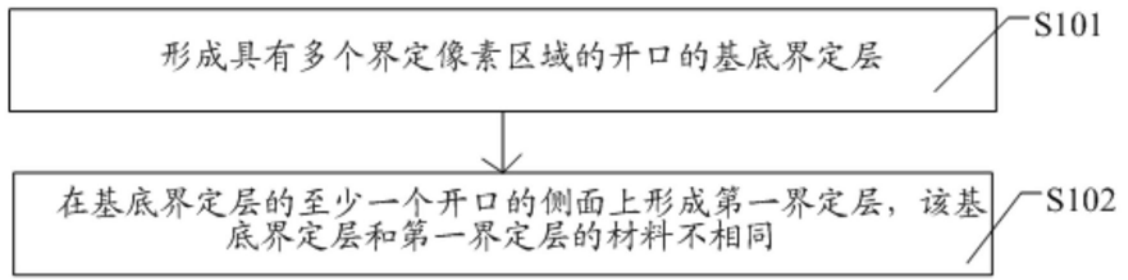 形成具有多个界定像素区域的开口的基底界定层
S101
在基底界定层的至少一个开口的侧面上形成第一界定层，该基
底界定层和第一界定层的材料不相同
S102